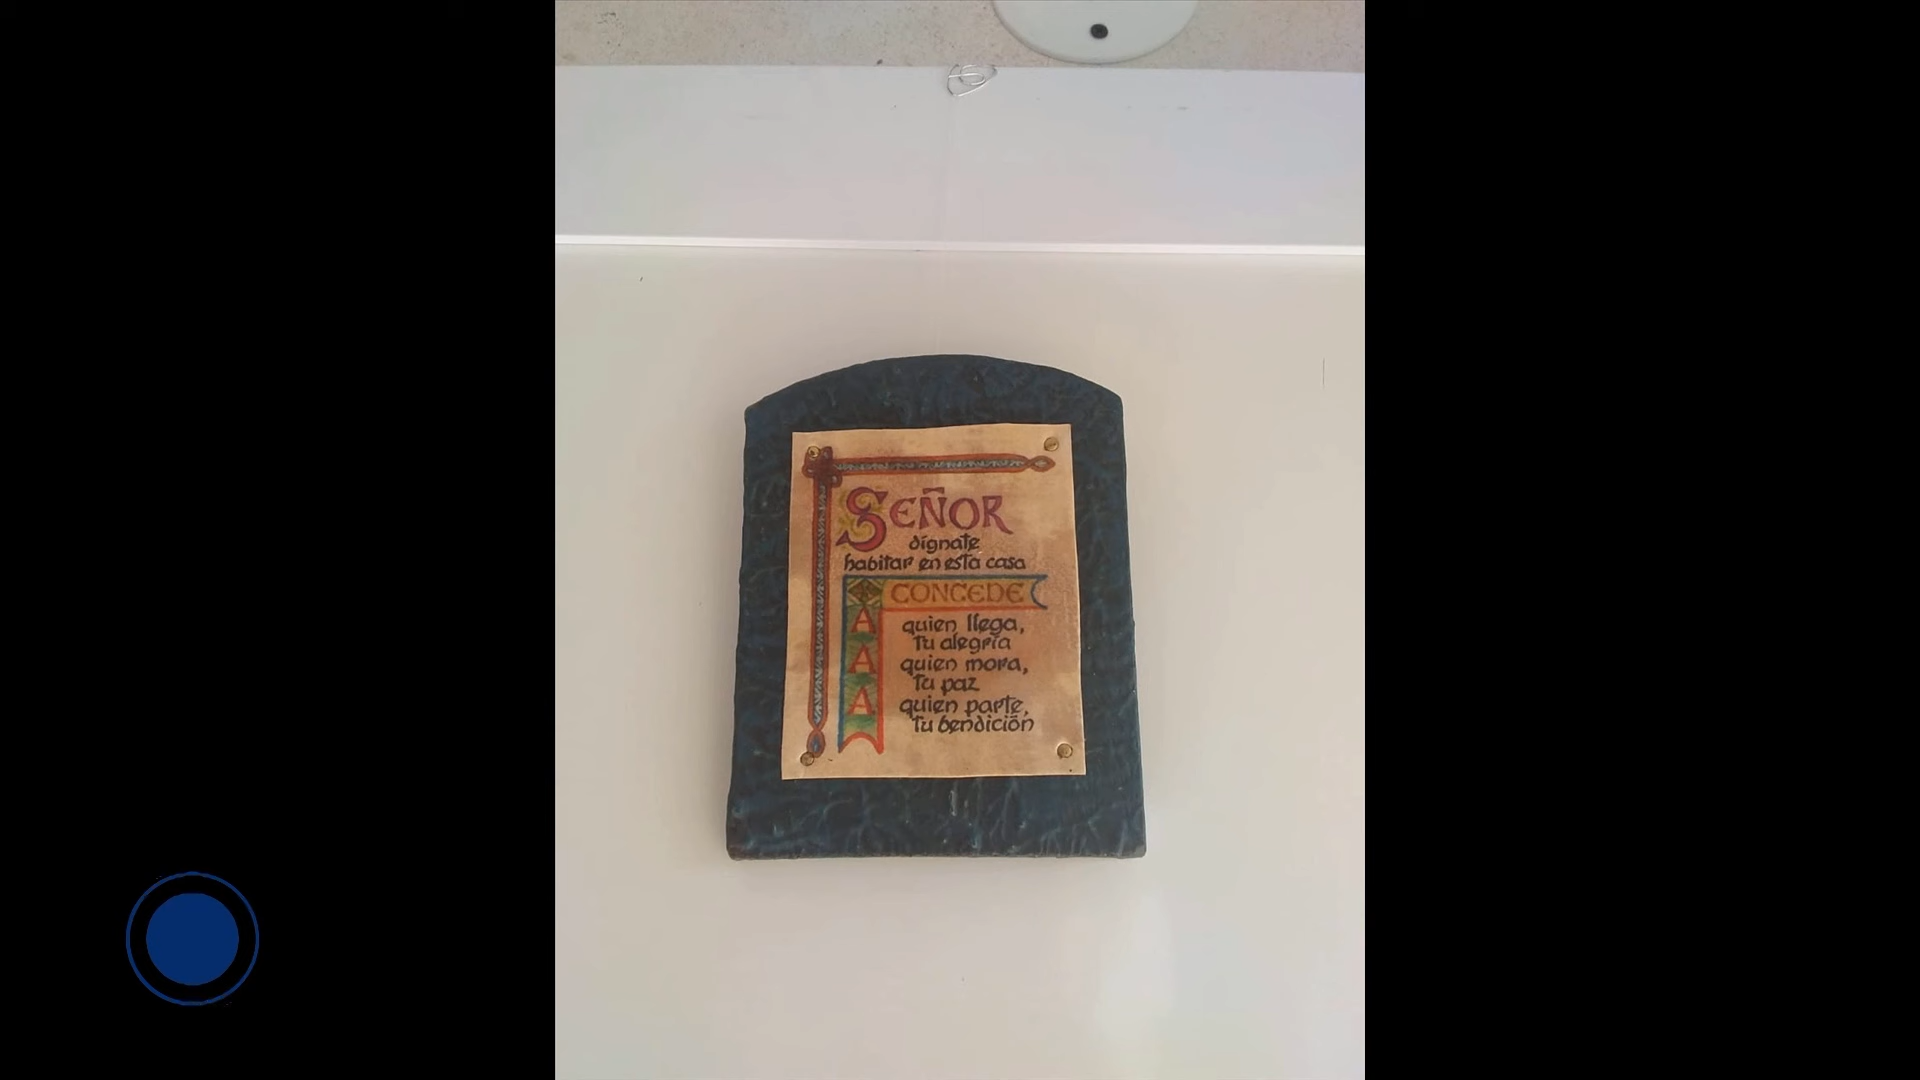 SEÑOR
dígnate
habitar en esta casa
CONCEDE
A quien llega,
tu alegría
A quien mora,
tu paz
A quien parte,
tu bendición